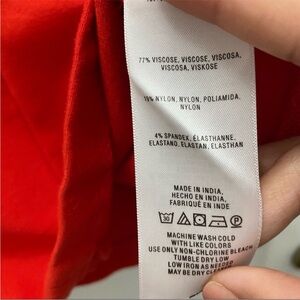 77% VISCOSE, VISCOSE, VISCOSA,
VISCOSA, VISKOSE
19% NYLON, NYLON, POLIAMIDA,
NYLON
4% SPANDEX, ÉLASTHANNE,
ELASTANO, ELASTAN, ELASTHAN
MADE IN INDIA,
HECHO EN INDIA,
FABRIQUÉ EN INDE
MACHINE WASH COLD
WITH LIKE COLORS
USE ONLY NON-CHLORINE BLEACH
TUMBLE DRY LOW
LOW IRON AS NEEDED
MAY BE DRY